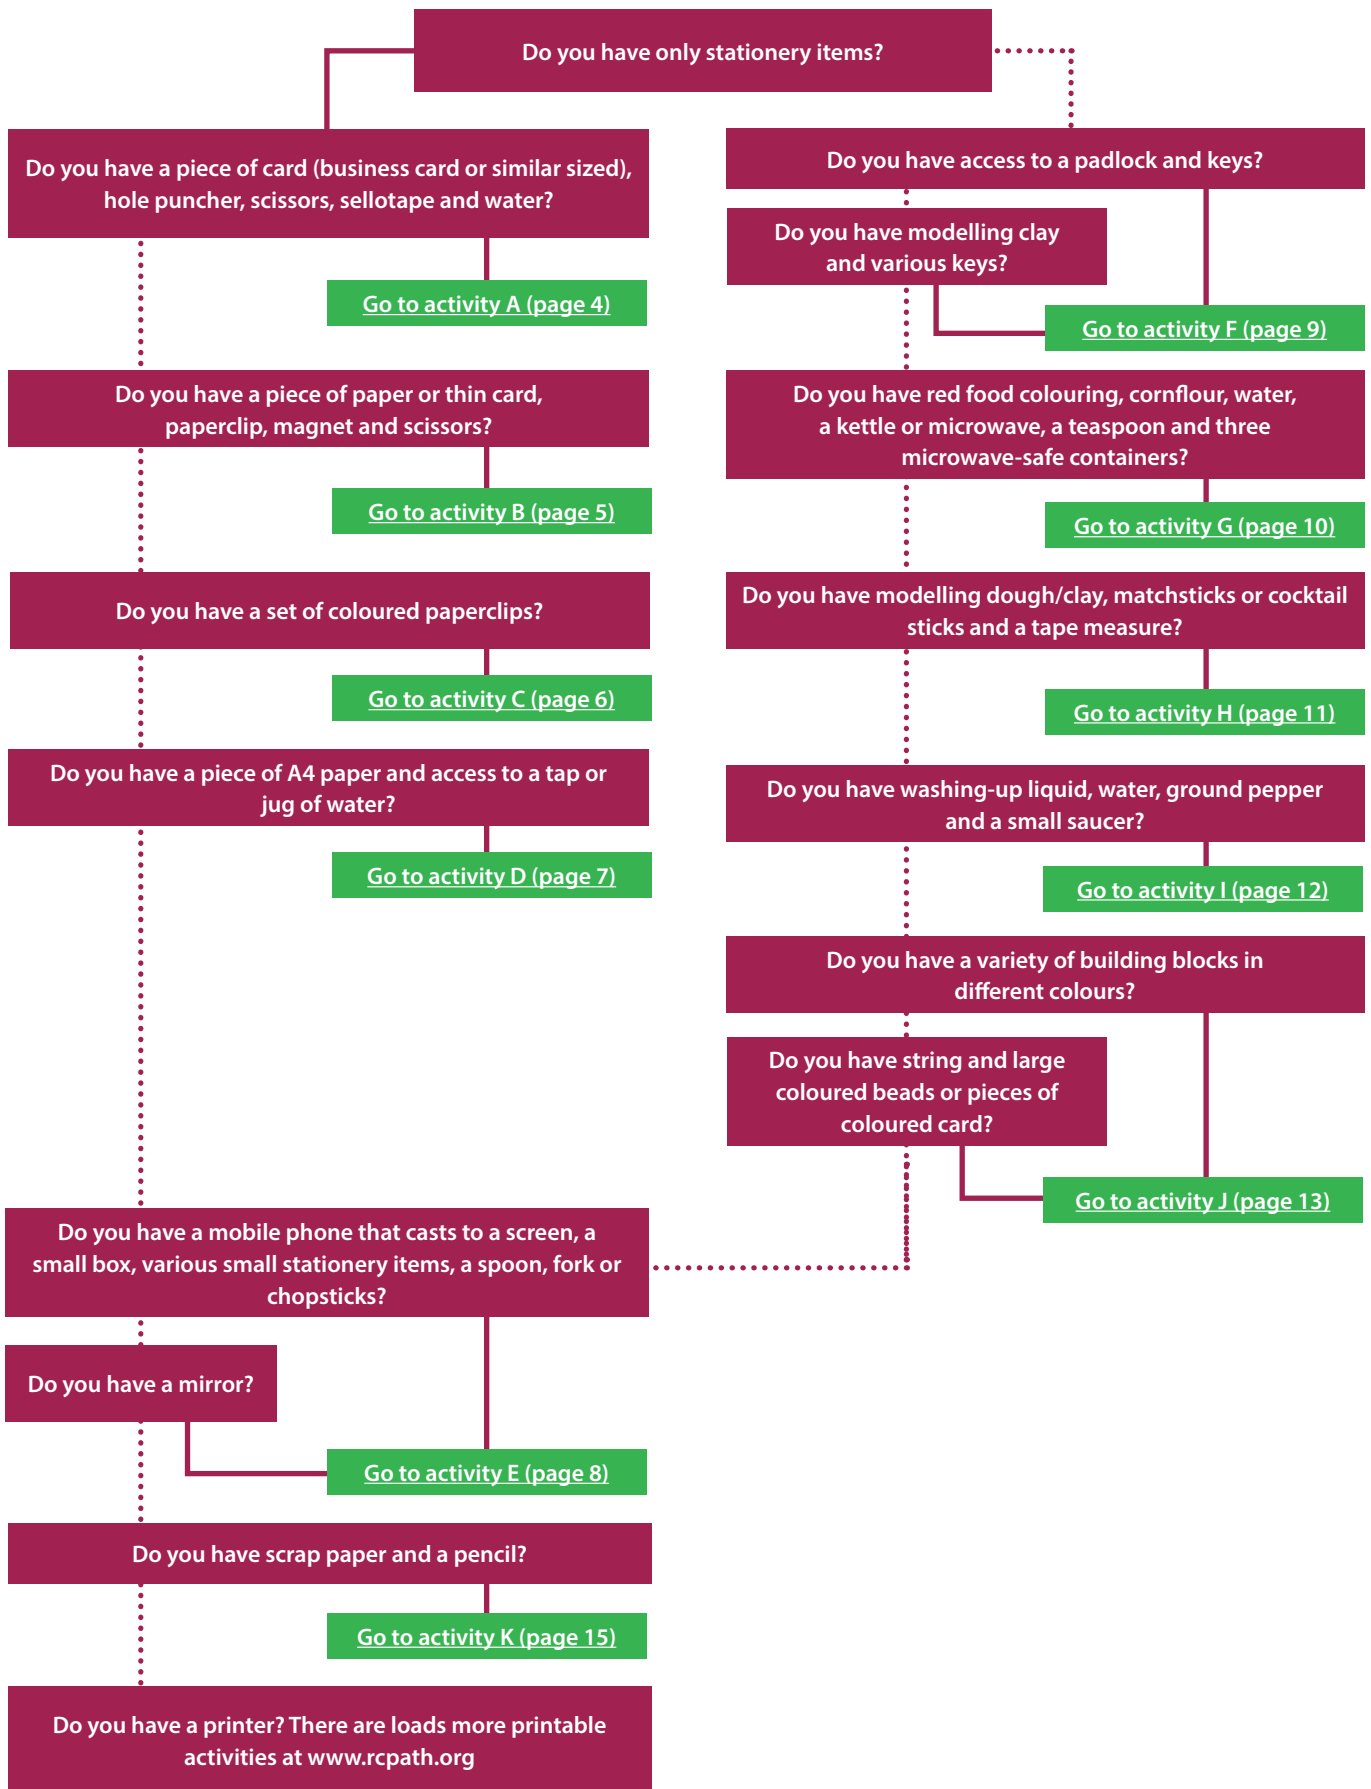 Do you have only stationery items?
Do you have a piece of card (business card or similar sized),
hole puncher, scissors, sellotape and water?
Go to activity A (page 4)
Do you have a piece of paper or thin card,
paperclip, magnet and scissors?
Go to activity B (page 5)
Do you have a set of coloured paperclips?
Go to activity C (page 6)
Do you have a piece of A4 paper and access to a tap or
jug of water?
Go to activity D (page 7)
Do you have a mobile phone that casts to a screen, a
small box, various small stationery items, a spoon, fork or
chopsticks?
Do you have a mirror?
Go to activity E (page 8)
Do you have scrap paper and a pencil?
Go to activity K (page 15)
Do you have a printer? There are loads more printable
activities at www.rcpath.org
Do you have access to a padlock and keys?
Do you have modelling clay
and various keys?
Go to activity F (page 9)
Do you have red food colouring, cornflour, water,
a kettle or microwave, a teaspoon and three
microwave-safe containers?
Go to activity G (page 10)
Do you have modelling dough/clay, matchsticks or cocktail
sticks and a tape measure?
Go to activity H (page 11)
Do you have washing-up liquid, water, ground pepper
and a small saucer?
Go to activity I (page 12)
Do you have a variety of building blocks in
different colours?
Do you have string and large
coloured beads or pieces of
coloured card?
Go to activity J (page 13)